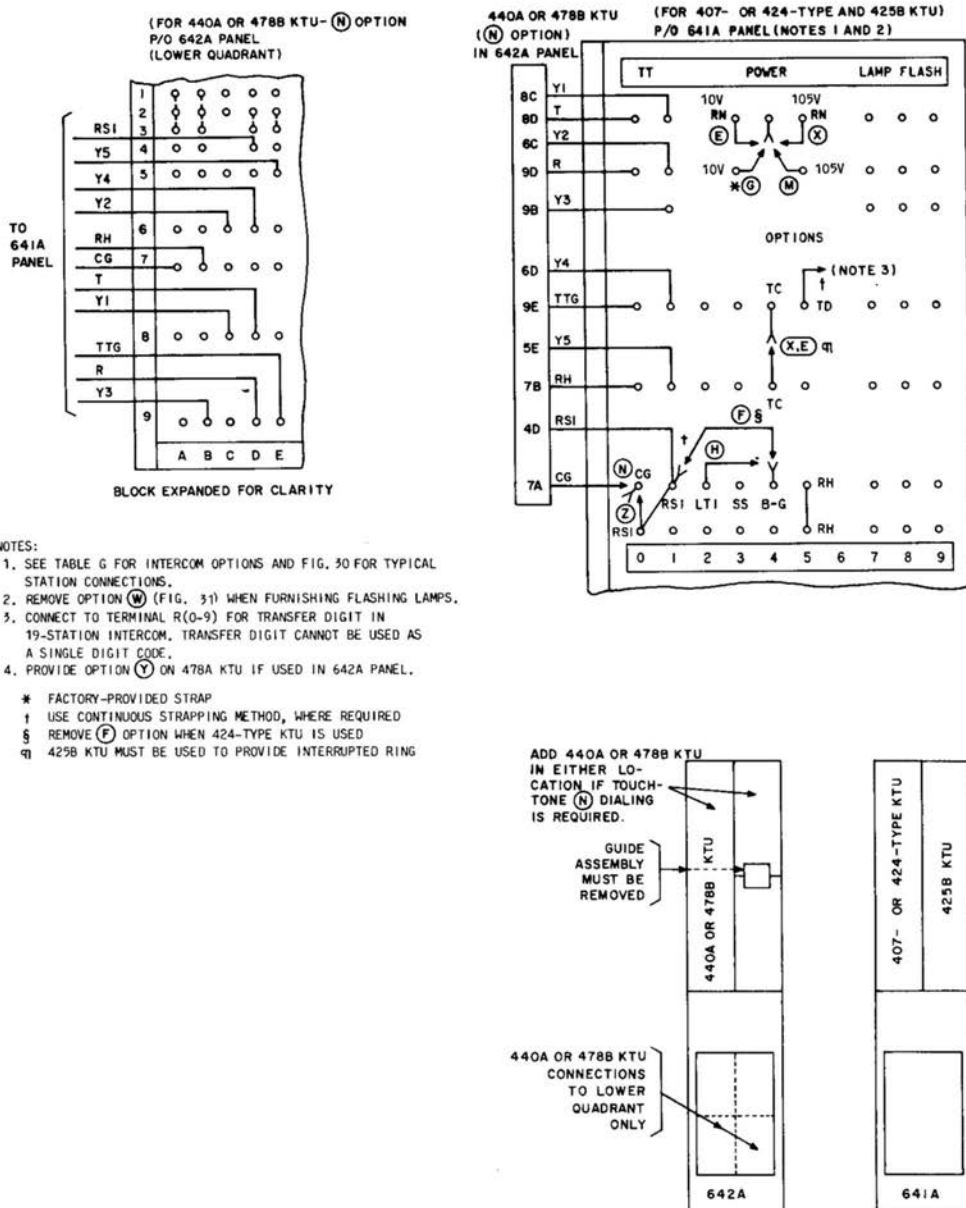 (FOR 440A OR 478B KTU- (N) OPTION
P/O 642A PANEL
(LOWER QUADRANT)
1
2
RS1 3
4
Y5
5
Y4
Y2
6
TO
641A
PANEL
RH
CG 7
T
Y1
8
TTG
R
Y3
9
A B C D E
BLOCK EXPANDED FOR CLARITY
440A OR 478B KTU
(N OPTION)
IN 642A PANEL
(FOR 407- OR 424-TYPE AND 425B KTU)
P/O 641A PANEL (NOTES 1 AND 2)
TT POWER LAMP FLASH
8C Y1
8D T
6C Y2
9D R
9B Y3
6D Y4
9E TTG
5E Y5
7B RH
4D RS1
7A CG
10V 105V
RN RN
E X
10V 105V
*G M
OPTIONS
(NOTE 3)
†
TC TD
X,E ¶
TC
F §
†
H
N CG
Z
RS1 LT1 SS B-G RH
RS1 RH
0 1 2 3 4 5 6 7 8 9
NOTES:
1. SEE TABLE G FOR INTERCOM OPTIONS AND FIG. 30 FOR TYPICAL
STATION CONNECTIONS.
2. REMOVE OPTION (W) (FIG. 31) WHEN FURNISHING FLASHING LAMPS.
3. CONNECT TO TERMINAL R(0-9) FOR TRANSFER DIGIT IN
19-STATION INTERCOM. TRANSFER DIGIT CANNOT BE USED AS
A SINGLE DIGIT CODE.
4. PROVIDE OPTION (Y) ON 478A KTU IF USED IN 642A PANEL.
* FACTORY-PROVIDED STRAP
† USE CONTINUOUS STRAPPING METHOD, WHERE REQUIRED
§ REMOVE (F) OPTION WHEN 424-TYPE KTU IS USED
¶ 425B KTU MUST BE USED TO PROVIDE INTERRUPTED RING
ADD 440A OR 478B KTU
IN EITHER LO-
CATION IF TOUCH-
TONE (N) DIALING
IS REQUIRED.
GUIDE
ASSEMBLY
MUST BE
REMOVED
440A OR 478B KTU
407- OR 424-TYPE KTU
425B KTU
440A OR 478B KTU
CONNECTIONS
TO LOWER
QUADRANT
ONLY
642A
641A